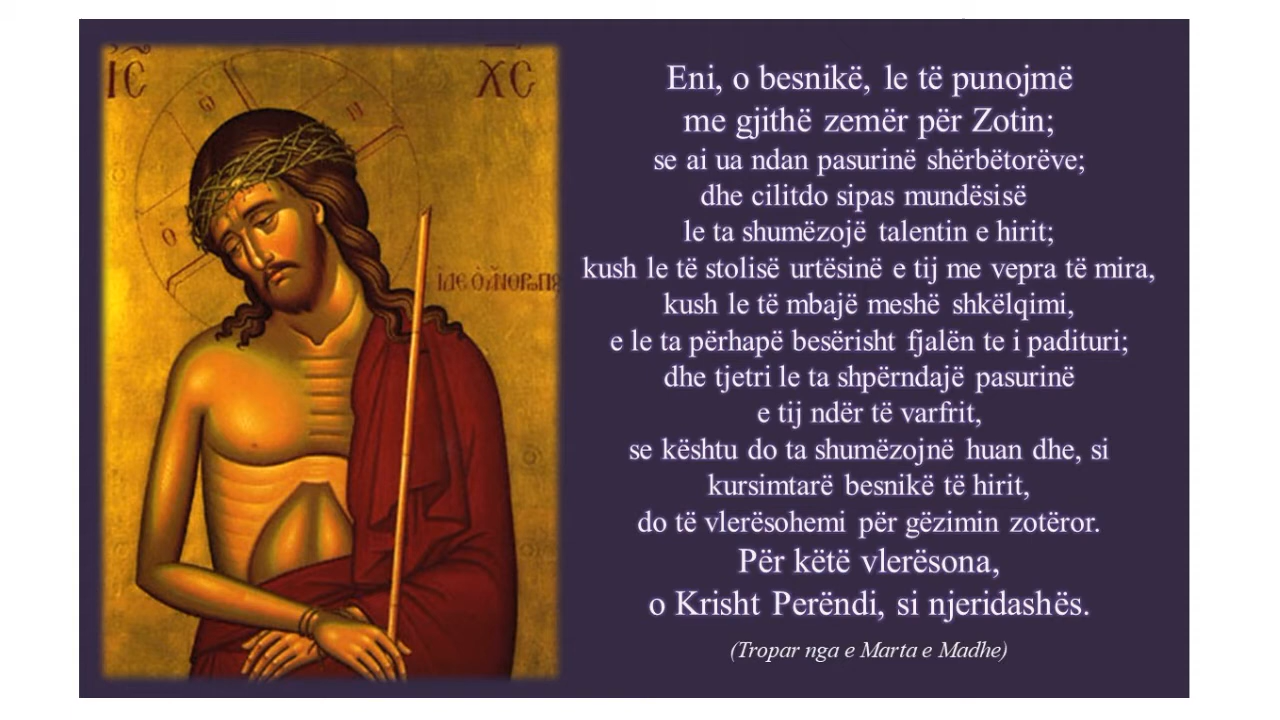 ΙC
ΧC
ὁ ὤ Ν
ἴδε ὁ ἄνθρωπος
Eni, o besnikë, le të punojmë
me gjithë zemër për Zotin;
se ai ua ndan pasurinë shërbëtorëve;
dhe cilitdo sipas mundësisë
le ta shumëzojë talentin e hirit;
kush le të stolisë urtësinë e tij me vepra të mira,
kush le të mbajë meshë shkëlqimi,
e le ta përhapë besërisht fjalën te i padituri;
dhe tjetri le ta shpërndajë pasurinë
e tij ndër të varfrit,
se kështu do ta shumëzojnë huan dhe, si
kursimtarë besnikë të hirit,
do të vlerësohemi për gëzimin zotëror.
Për këtë vlerësona,
o Krisht Perëndi, si njeridashës.
(Tropar nga e Marta e Madhe)